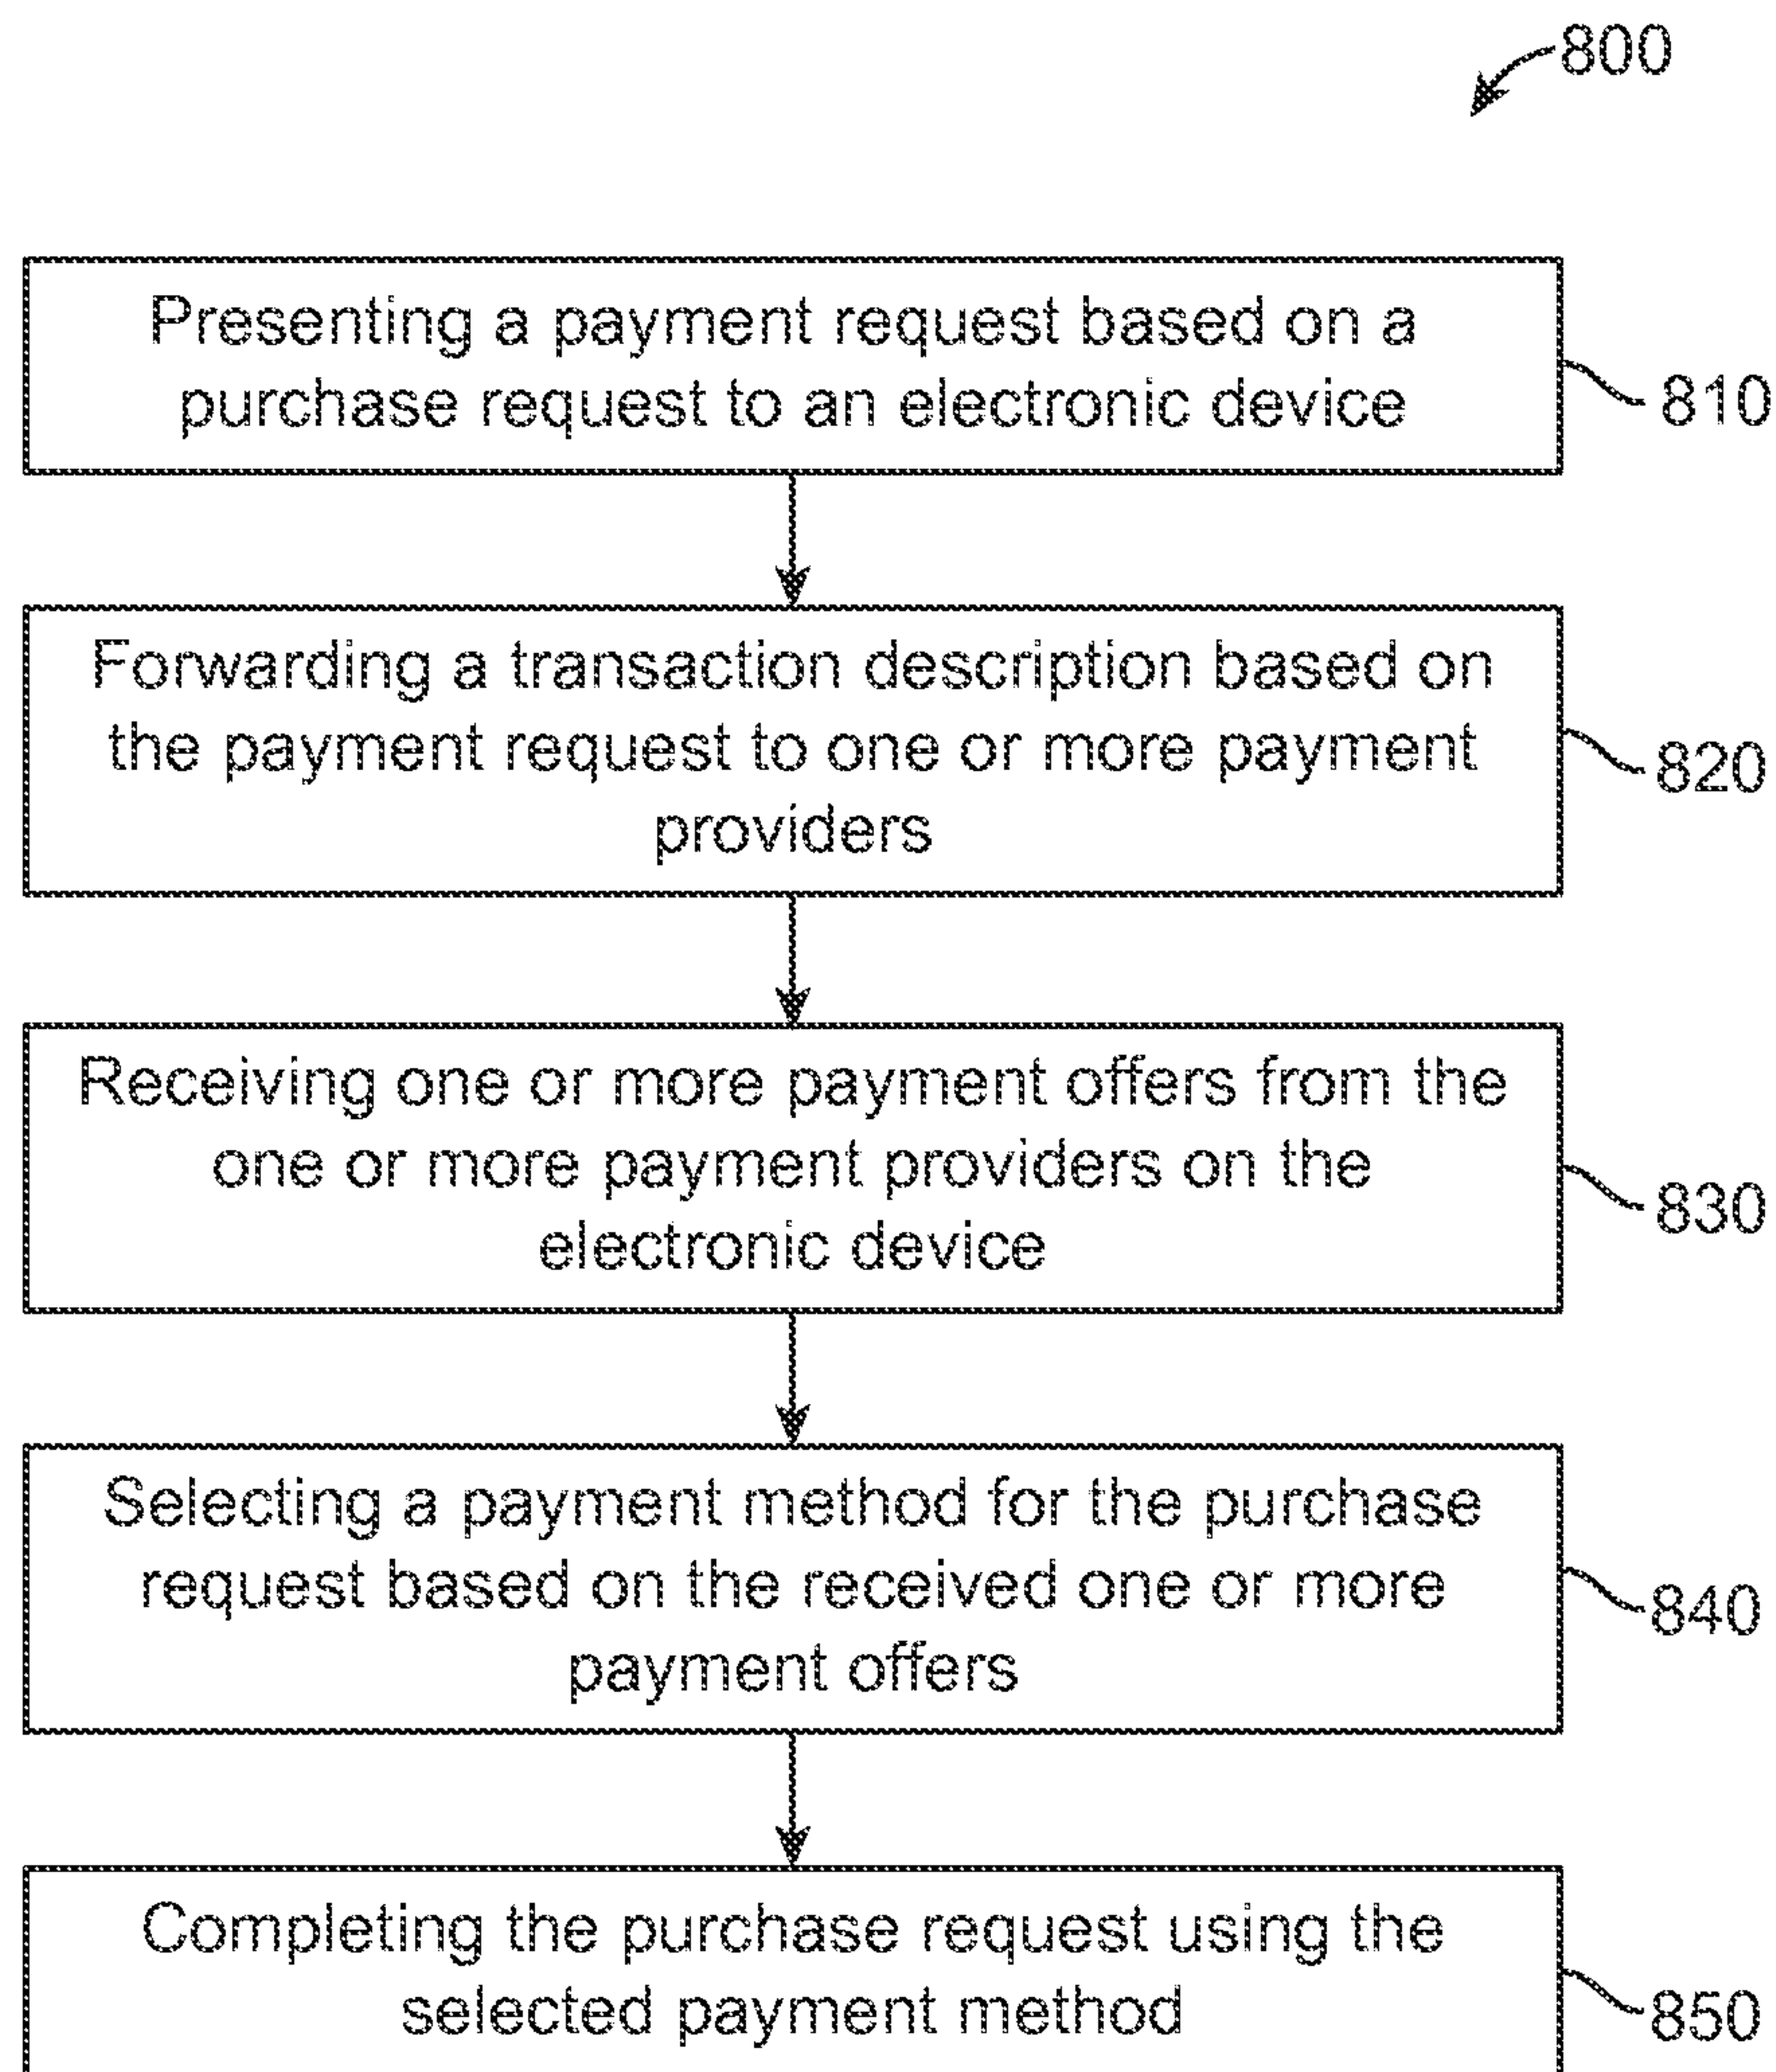 800
Presenting a payment request based on a
purchase request to an electronic device
810
Forwarding a transaction description based on
the payment request to one or more payment
providers
820
Receiving one or more payment offers from the
one or more payment providers on the
electronic device
830
Selecting a payment method for the purchase
request based on the received one or more
payment offers
840
Completing the purchase request using the
selected payment method
850